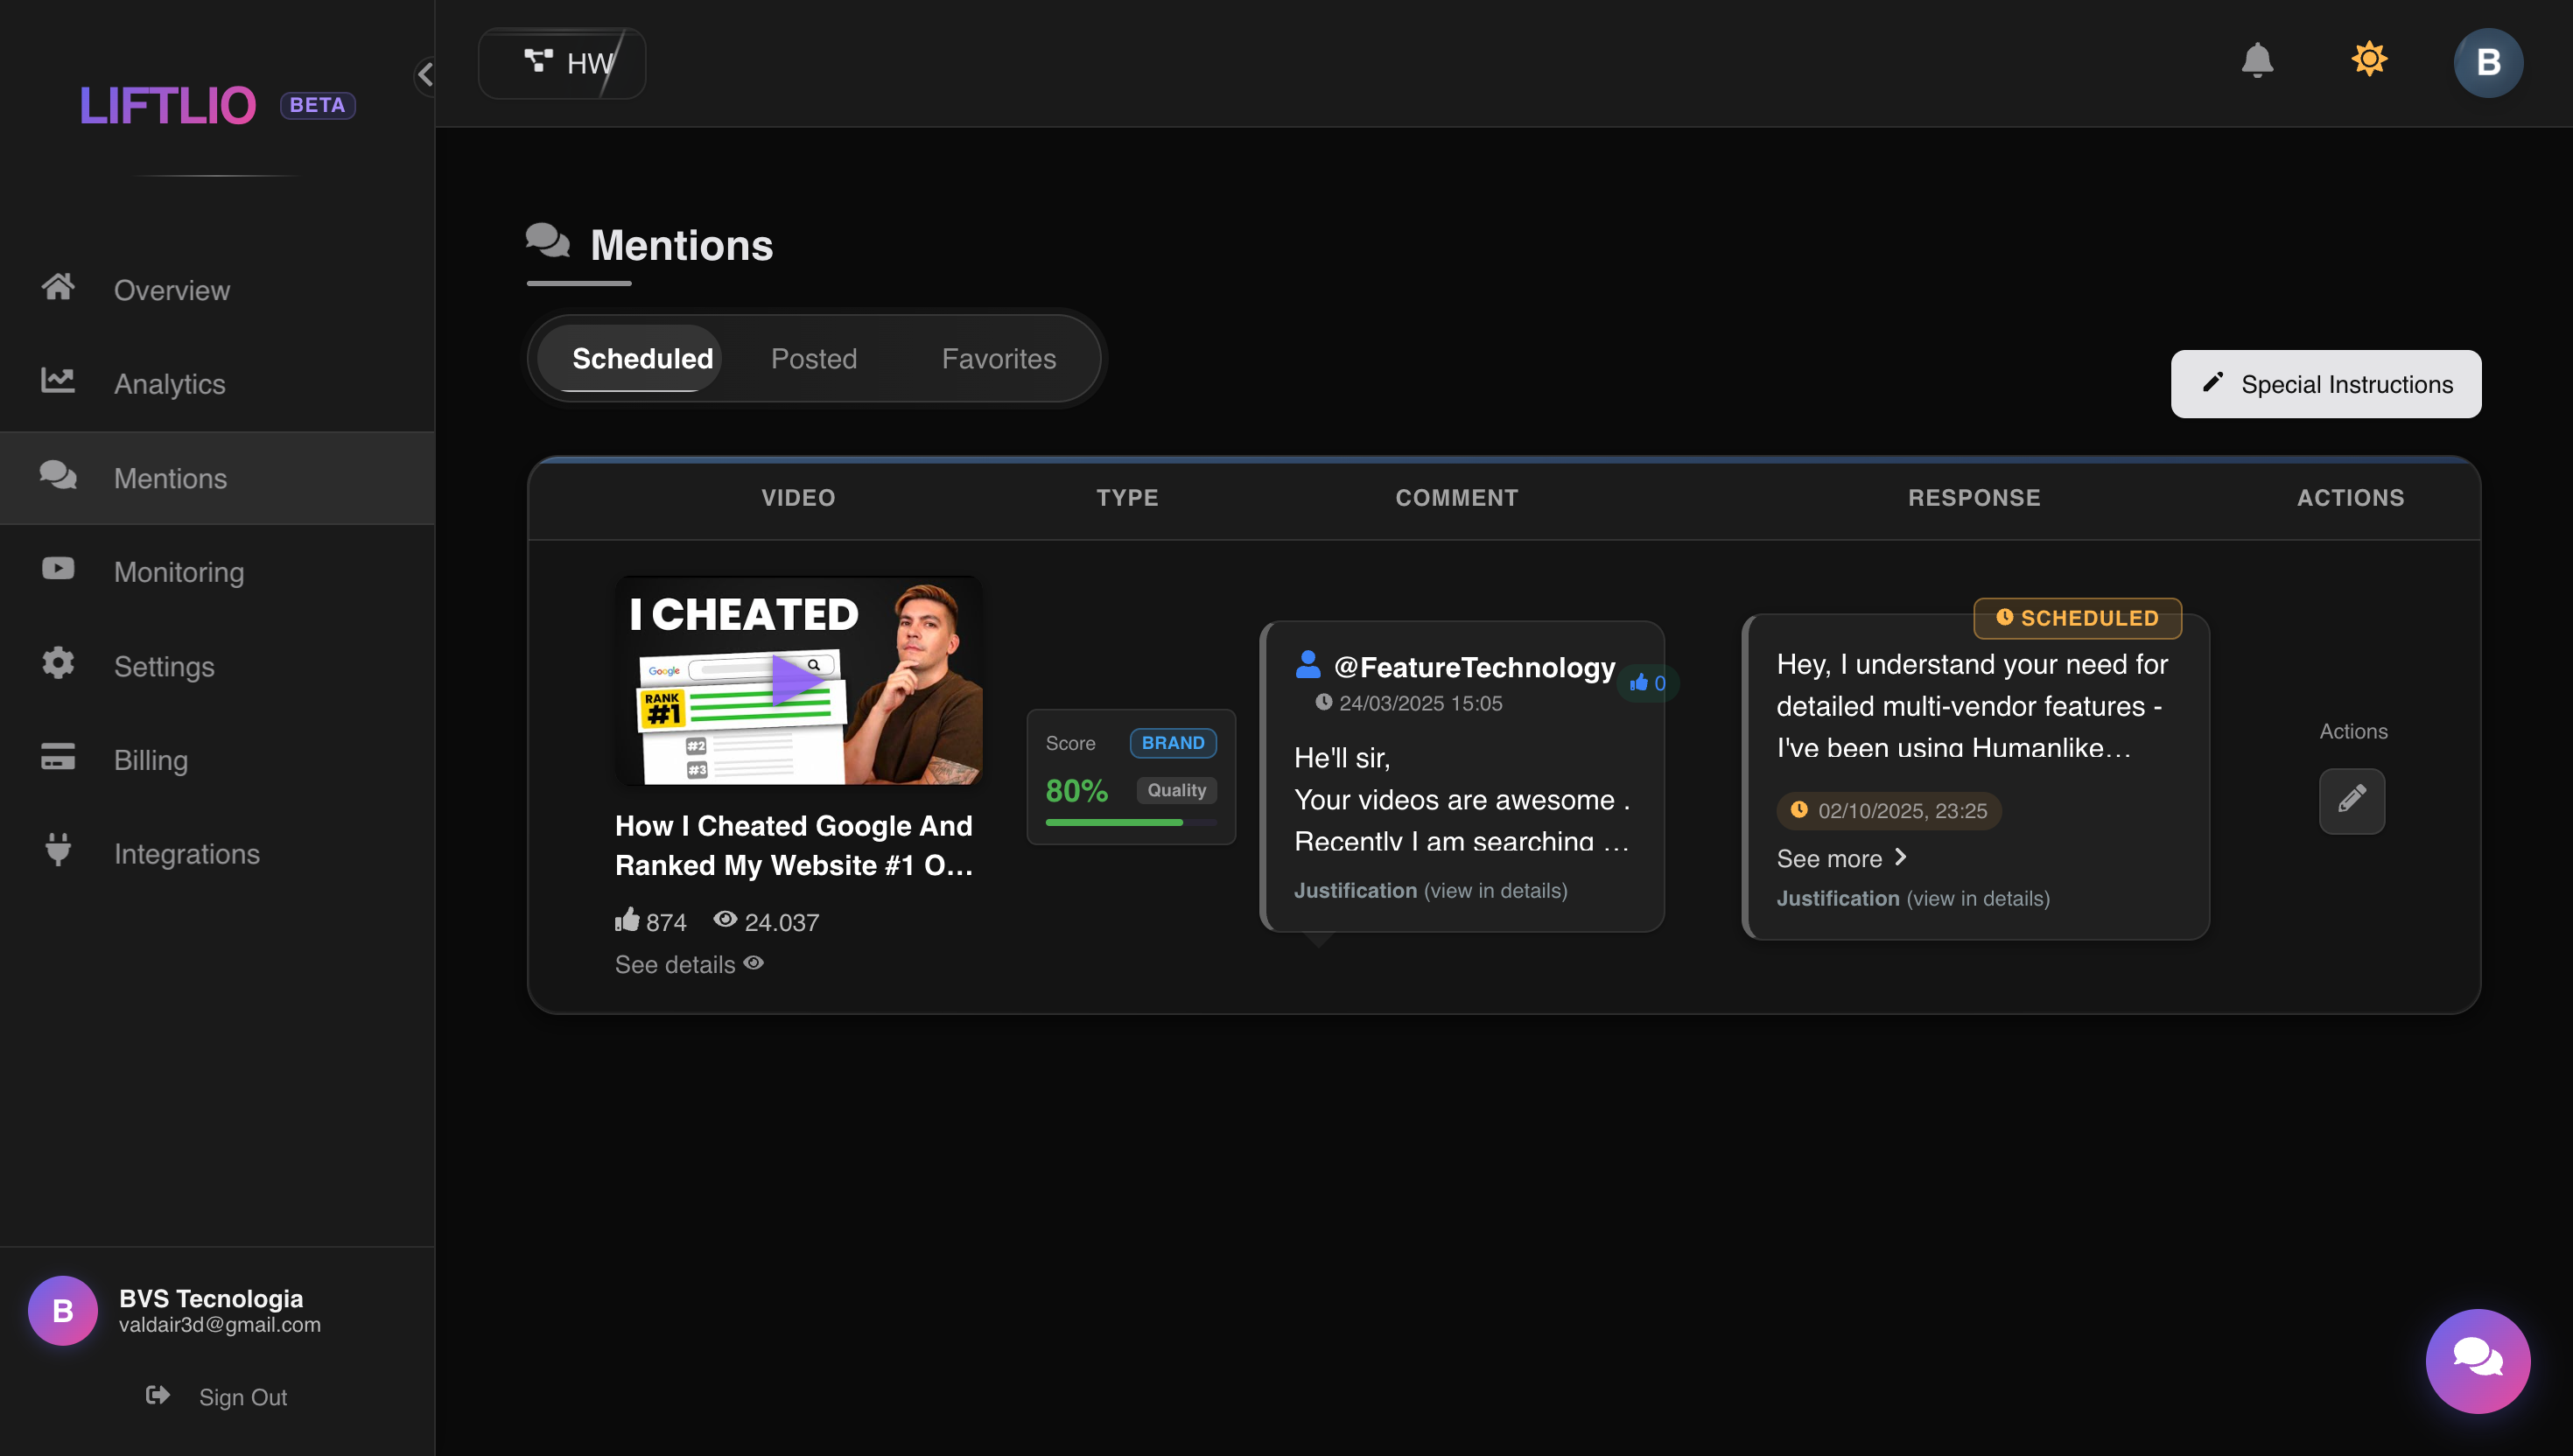 LIFTLIO BETA
HW
B
Overview
Analytics
Mentions
Monitoring
Settings
Billing
Integrations
Mentions
Scheduled Posted Favorites
Special Instructions
VIDEO TYPE COMMENT RESPONSE ACTIONS
I CHEATED
Google
RANK
#1
#2
#3
How I Cheated Google And
Ranked My Website #1 O...
874 24.037
See details
Score BRAND
80% Quality
@FeatureTechnology
0
24/03/2025 15:05
He'll sir,
Your videos are awesome .
Recently I am searching ...
Justification (view in details)
SCHEDULED
Hey, I understand your need for
detailed multi-vendor features -
I've been using Humanlike...
02/10/2025, 23:25
See more
Justification (view in details)
Actions
B
BVS Tecnologia
valdair3d@gmail.com
Sign Out